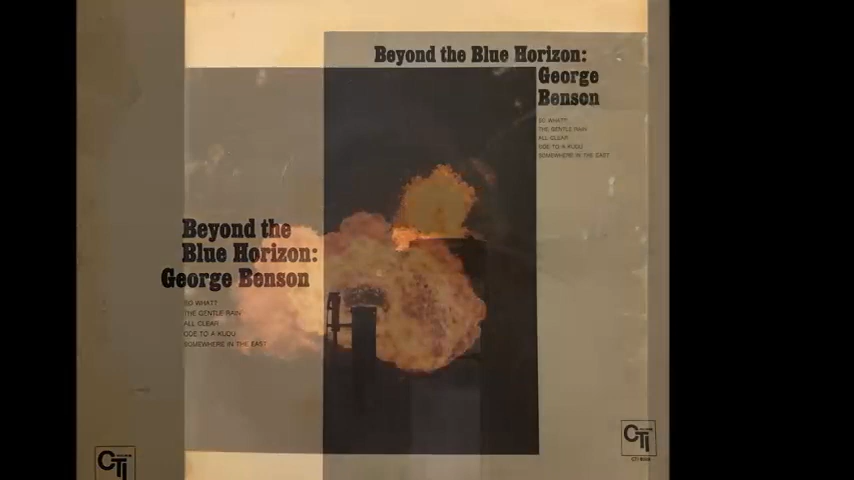 Beyond the Blue Horizon:
George
Benson
SO WHAT?
THE GENTLE RAIN
ALL CLEAR
ODE TO A KUDU
SOMEWHERE IN THE EAST
Beyond the
Blue Horizon:
George Benson
SO WHAT?
THE GENTLE RAIN
ALL CLEAR
ODE TO A KUDU
SOMEWHERE IN THE EAST
CTI
CTI